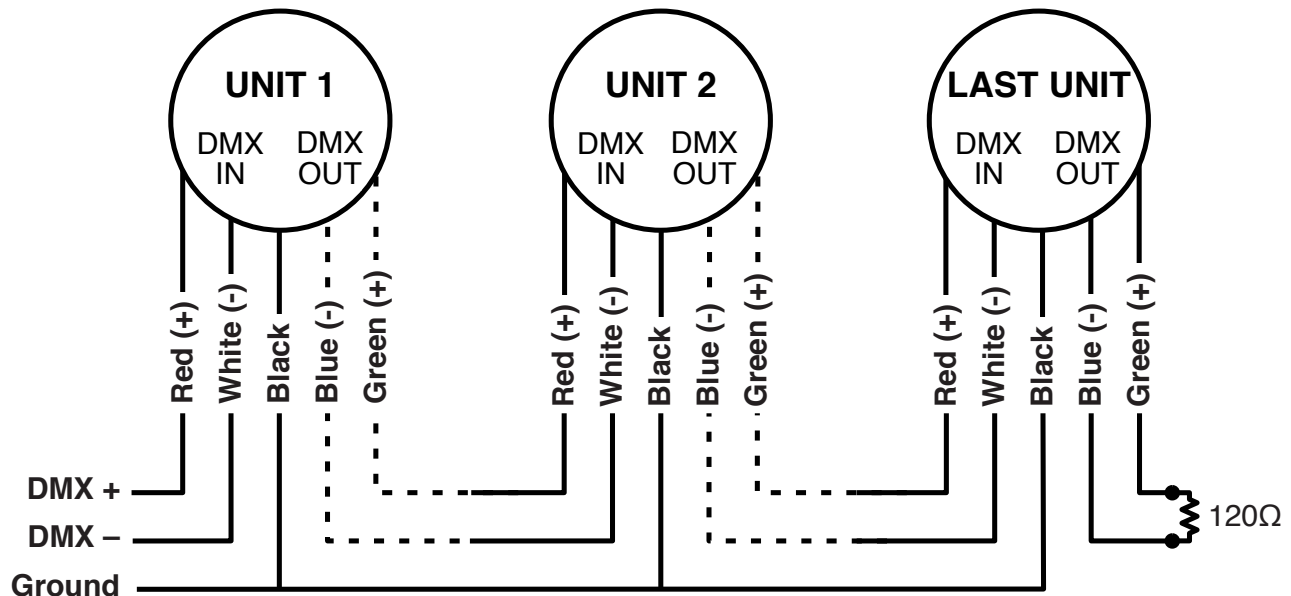 UNIT 1
DMX IN
DMX OUT
Red (+)
White (-)
Black
Blue (-)
Green (+)
UNIT 2
DMX IN
DMX OUT
Red (+)
White (-)
Black
Blue (-)
Green (+)
LAST UNIT
DMX IN
DMX OUT
Red (+)
White (-)
Black
Blue (-)
Green (+)
DMX +
DMX –
Ground
120Ω